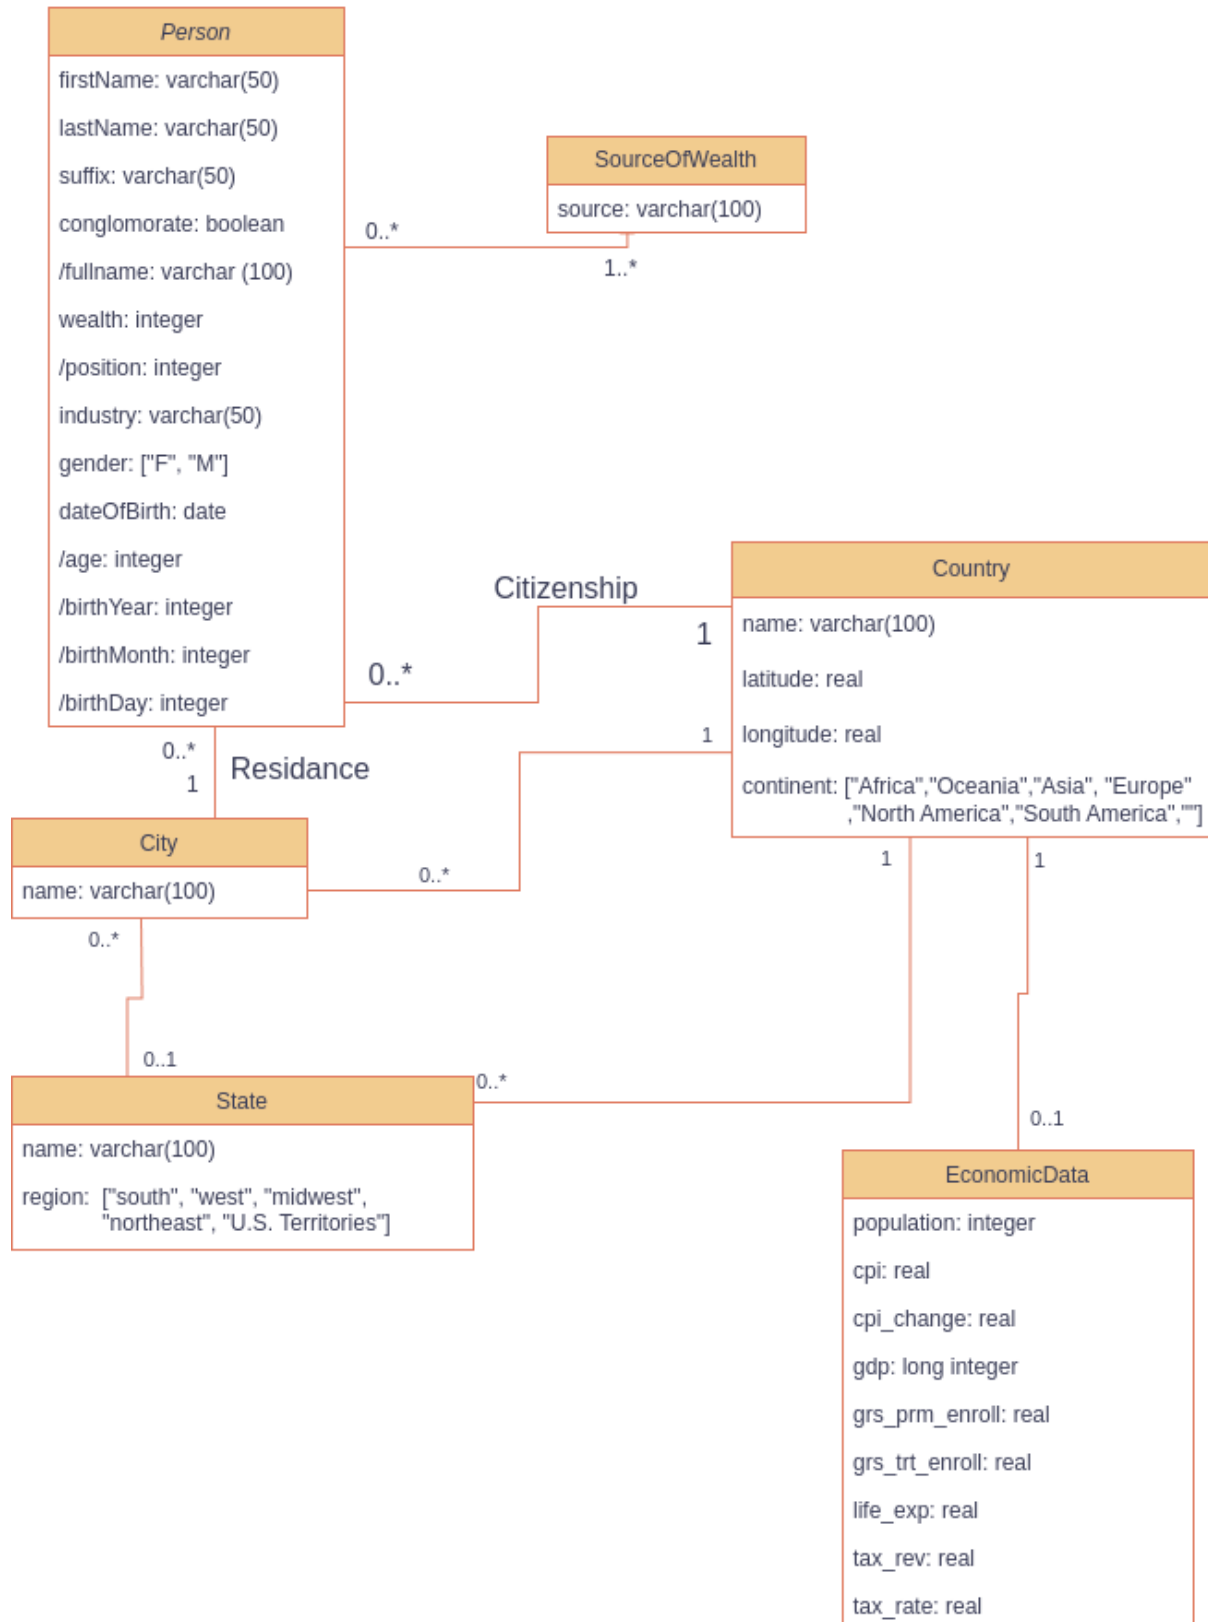 Person
firstName: varchar(50)
lastName: varchar(50)
suffix: varchar(50)
conglomorate: boolean
/fullname: varchar (100)
wealth: integer
/position: integer
industry: varchar(50)
gender: ["F", "M"]
dateOfBirth: date
/age: integer
/birthYear: integer
/birthMonth: integer
/birthDay: integer
SourceOfWealth
source: varchar(100)
0..*
1..*
Citizenship
1
0..*
Country
name: varchar(100)
latitude: real
longitude: real
continent: ["Africa","Oceania","Asia", "Europe"
,"North America","South America",""]
0..*
1
Residance
1
City
name: varchar(100)
0..*
0..*
0..1
1
1
State
name: varchar(100)
region: ["south", "west", "midwest",
"northeast", "U.S. Territories"]
0..*
0..1
EconomicData
population: integer
cpi: real
cpi_change: real
gdp: long integer
grs_prm_enroll: real
grs_trt_enroll: real
life_exp: real
tax_rev: real
tax_rate: real